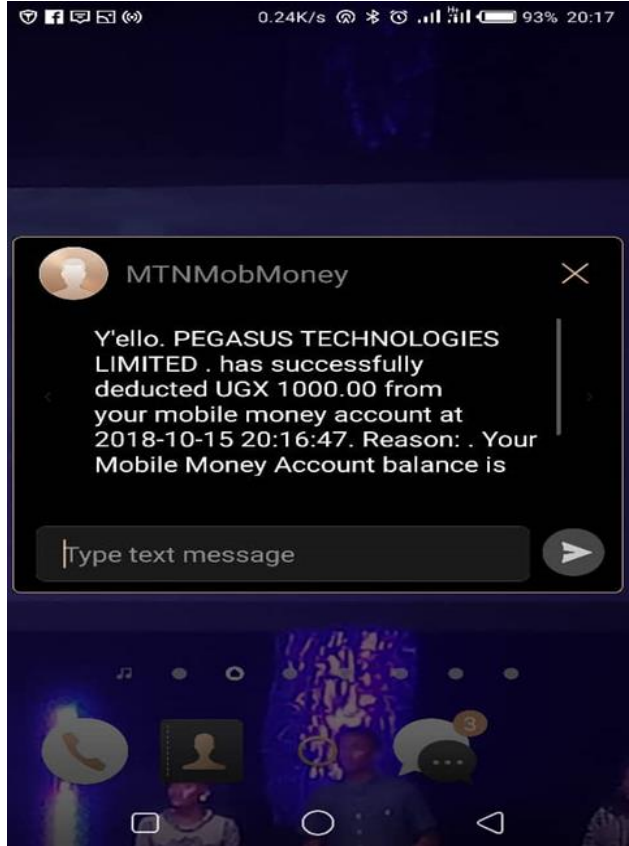 0.24K/s 93% 20:17
MTNMobMoney
Y'ello. PEGASUS TECHNOLOGIES
LIMITED . has successfully
deducted UGX 1000.00 from
your mobile money account at
2018-10-15 20:16:47. Reason: . Your
Mobile Money Account balance is
Type text message
3